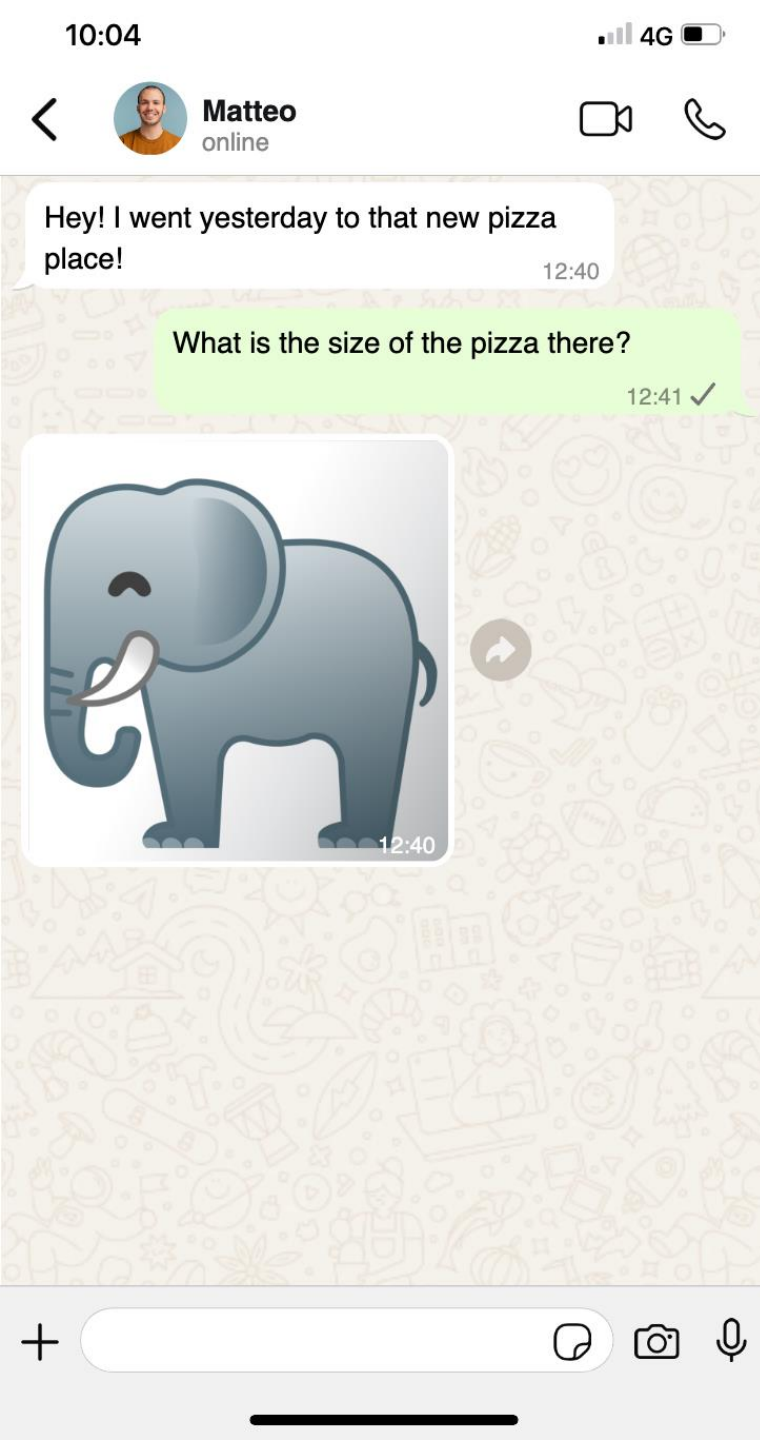 10:04
4G
Matteo
online
Hey! I went yesterday to that new pizza
place!
12:40
What is the size of the pizza there?
12:41
12:40